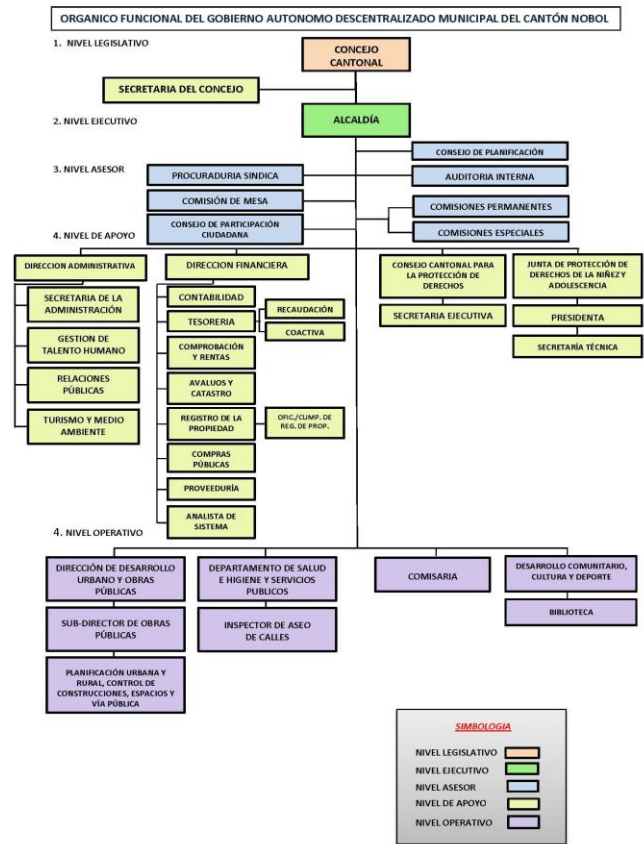 ORGANICO FUNCIONAL DEL GOBIERNO AUTONOMO DESCENTRALIZADO MUNICIPAL DEL CANTÓN NOBOL
1. NIVEL LEGISLATIVO
CONCEJO
CANTONAL
SECRETARIA DEL CONCEJO
2. NIVEL EJECUTIVO
ALCALDÍA
CONSEJO DE PLANIFICACIÓN
3. NIVEL ASESOR
PROCURADURIA SINDICA
AUDITORIA INTERNA
COMISIÓN DE MESA
COMISIONES PERMANENTES
CONSEJO DE PARTICIPACIÓN
CIUDADANA
COMISIONES ESPECIALES
4. NIVEL DE APOYO
DIRECCION ADMINISTRATIVA
SECRETARIA DE LA
ADMINISTRACIÓN
GESTION DE
TALENTO HUMANO
RELACIONES
PÚBLICAS
TURISMO Y MEDIO
AMBIENTE
DIRECCION FINANCIERA
CONTABILIDAD
TESORERIA
RECAUDACIÓN
COACTIVA
COMPROBACIÓN
Y RENTAS
AVALUOS Y
CATASTRO
REGISTRO DE LA
PROPIEDAD
OFIC./CUMP. DE
REG. DE PROP.
COMPRAS
PÚBLICAS
PROVEEDURÍA
ANALISTA DE
SISTEMA
CONSEJO CANTONAL PARA
LA PROTECCIÓN DE
DERECHOS
SECRETARIA EJECUTIVA
JUNTA DE PROTECCIÓN DE
DERECHOS DE LA NIÑEZ Y
ADOLESCENCIA
PRESIDENTA
SECRETARÍA TÉCNICA
4. NIVEL OPERATIVO
DIRECCIÓN DE DESARROLLO
URBANO Y OBRAS
PÚBLICAS
SUB-DIRECTOR DE OBRAS
PÚBLICAS
PLANIFICACIÓN URBANA Y
RURAL, CONTROL DE
CONSTRUCCIONES, ESPACIOS Y
VÍA PÚBLICA
DEPARTAMENTO DE SALUD
E HIGIENE Y SERVICIOS
PUBLICOS
INSPECTOR DE ASEO
DE CALLES
COMISARIA
DESARROLLO COMUNITARIO,
CULTURA Y DEPORTE
BIBLIOTECA
SIMBOLOGIA
NIVEL LEGISLATIVO
NIVEL EJECUTIVO
NIVEL ASESOR
NIVEL DE APOYO
NIVEL OPERATIVO